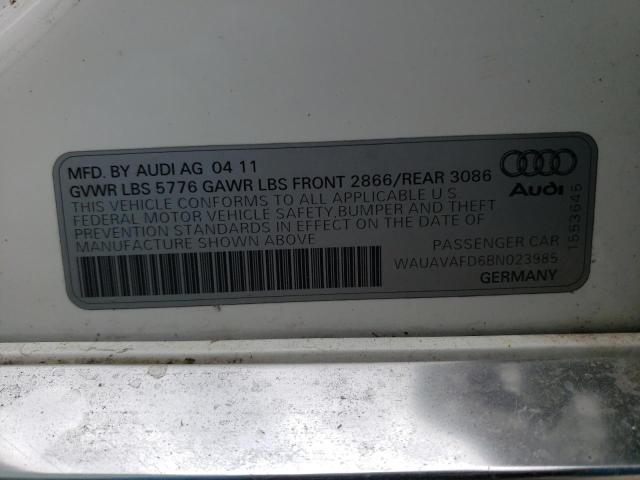 MFD. BY AUDI AG 04 11
GVWR LBS 5776 GAWR LBS FRONT 2866/REAR 3086
THIS VEHICLE CONFORMS TO ALL APPLICABLE U S
FEDERAL MOTOR VEHICLE SAFETY,BUMPER AND THEFT
PREVENTION STANDARDS IN EFFECT ON THE DATE OF
MANUFACTURE SHOWN ABOVE
PASSENGER CAR
WAUAVAFD6BN023985
GERMANY
Audi
1553845